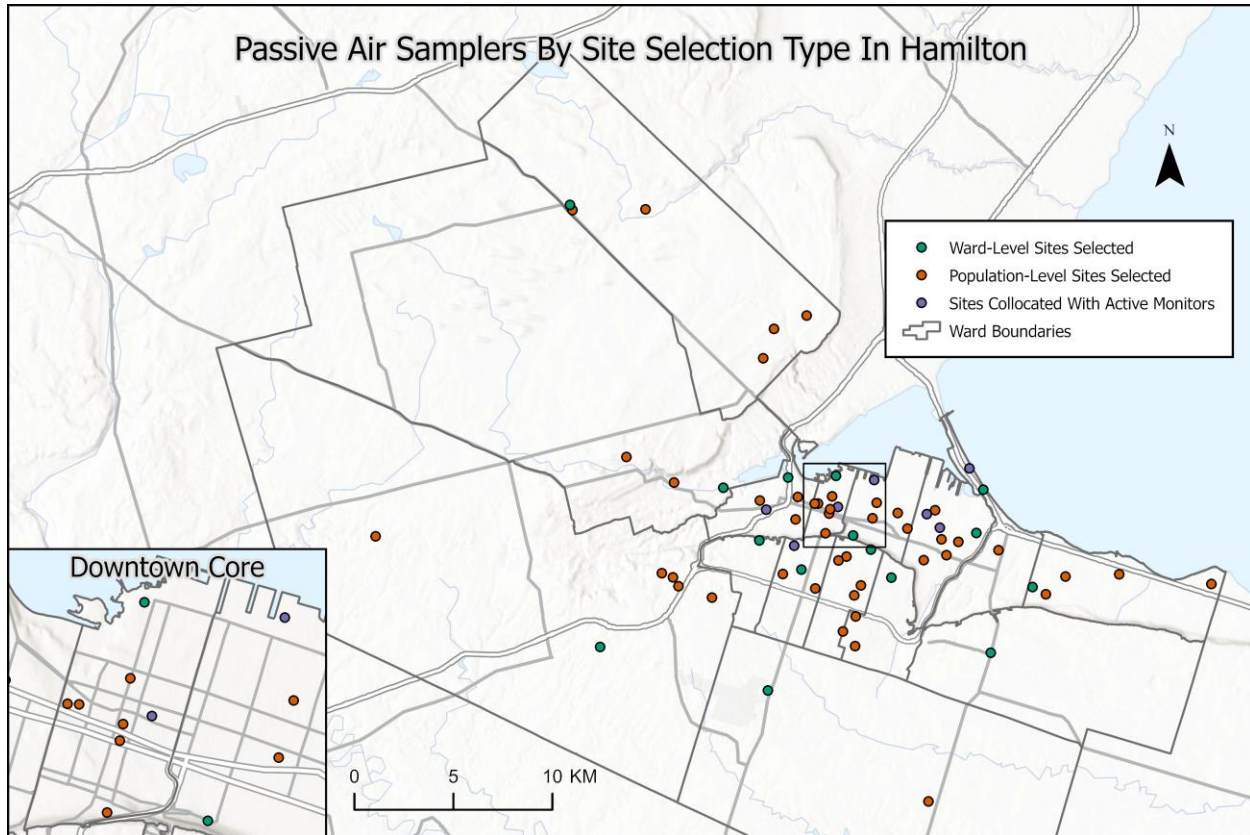 Passive Air Samplers By Site Selection Type In Hamilton
N
Ward-Level Sites Selected
Population-Level Sites Selected
Sites Collocated With Active Monitors
Ward Boundaries
Downtown Core
0 5 10 KM